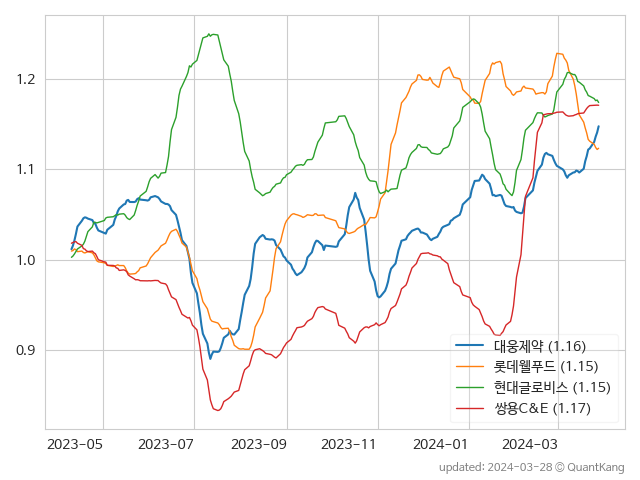 1.2
1.1
1.0
0.9
대웅제약 (1.16)
롯데웰푸드 (1.15)
현대글로비스 (1.15)
쌍용C&E (1.17)
2023-05 2023-07 2023-09 2023-11 2024-01 2024-03
updated: 2024-03-28 © QuantKang